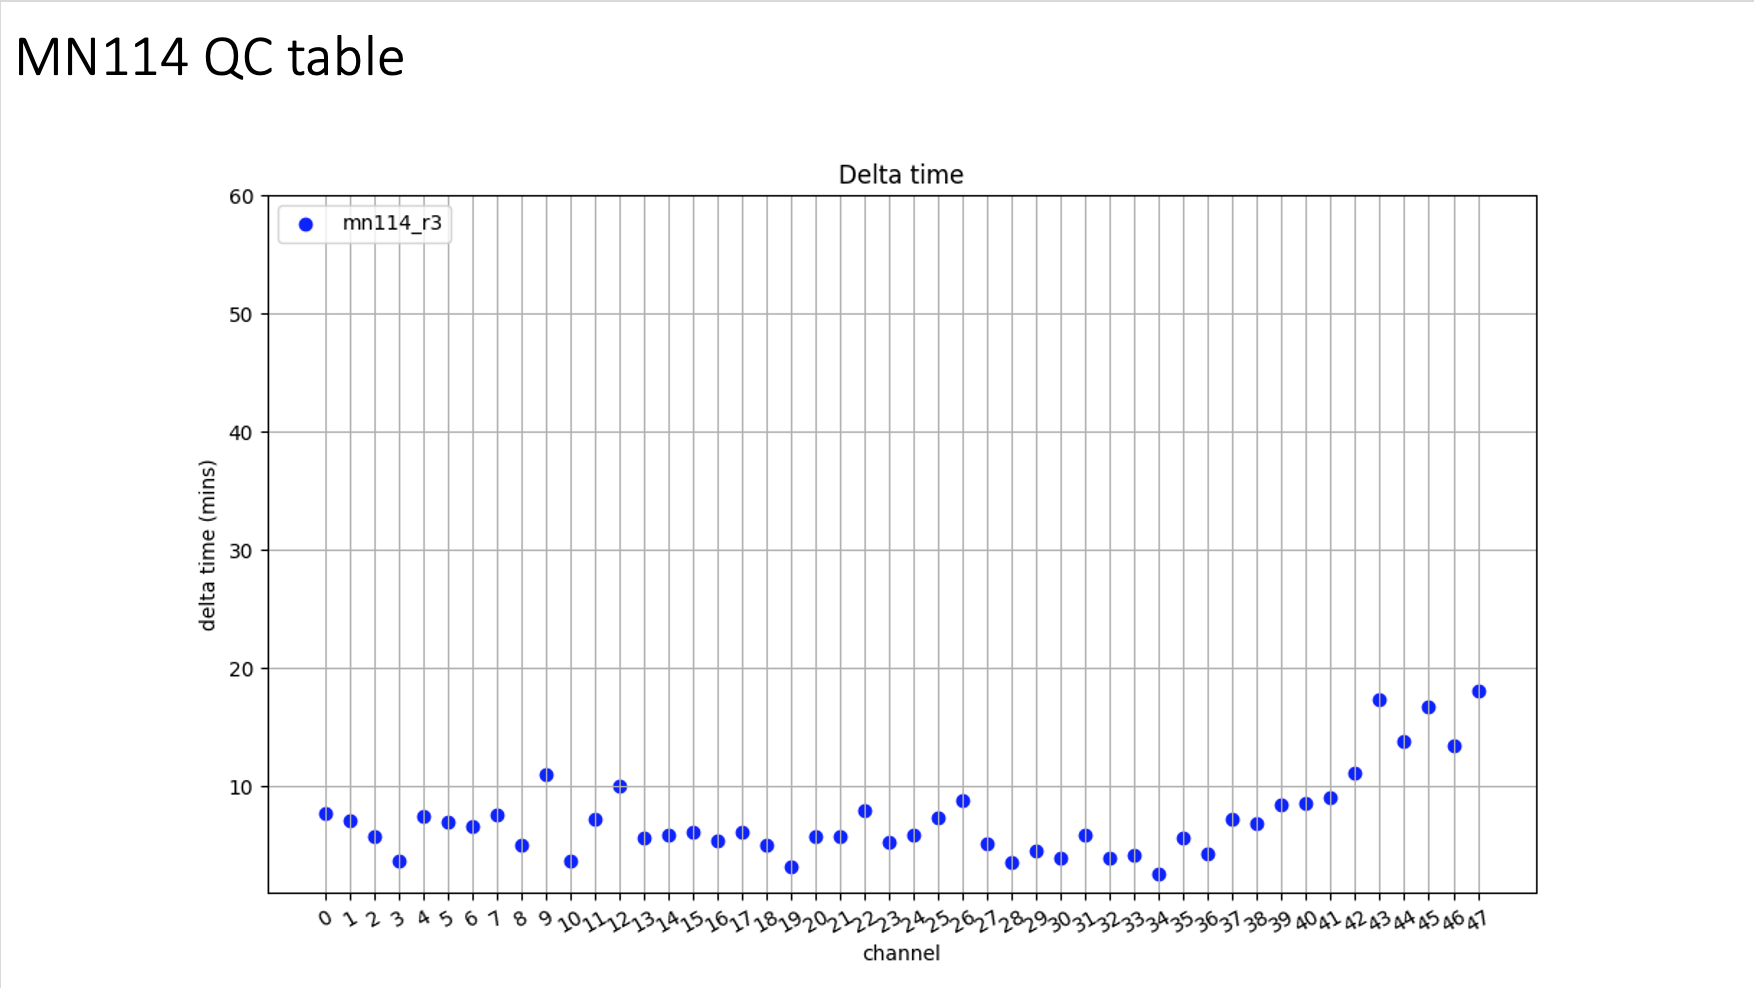 MN114 QC table
Delta time
mn114_r3
60
50
40
30
20
10
delta time (mins)
0 1 2 3 4 5 6 7 8 9 10 11 12 13 14 15 16 17 18 19 20 21 22 23 24 25 26 27 28 29 30 31 32 33 34 35 36 37 38 39 40 41 42 43 44 45 46 47
channel